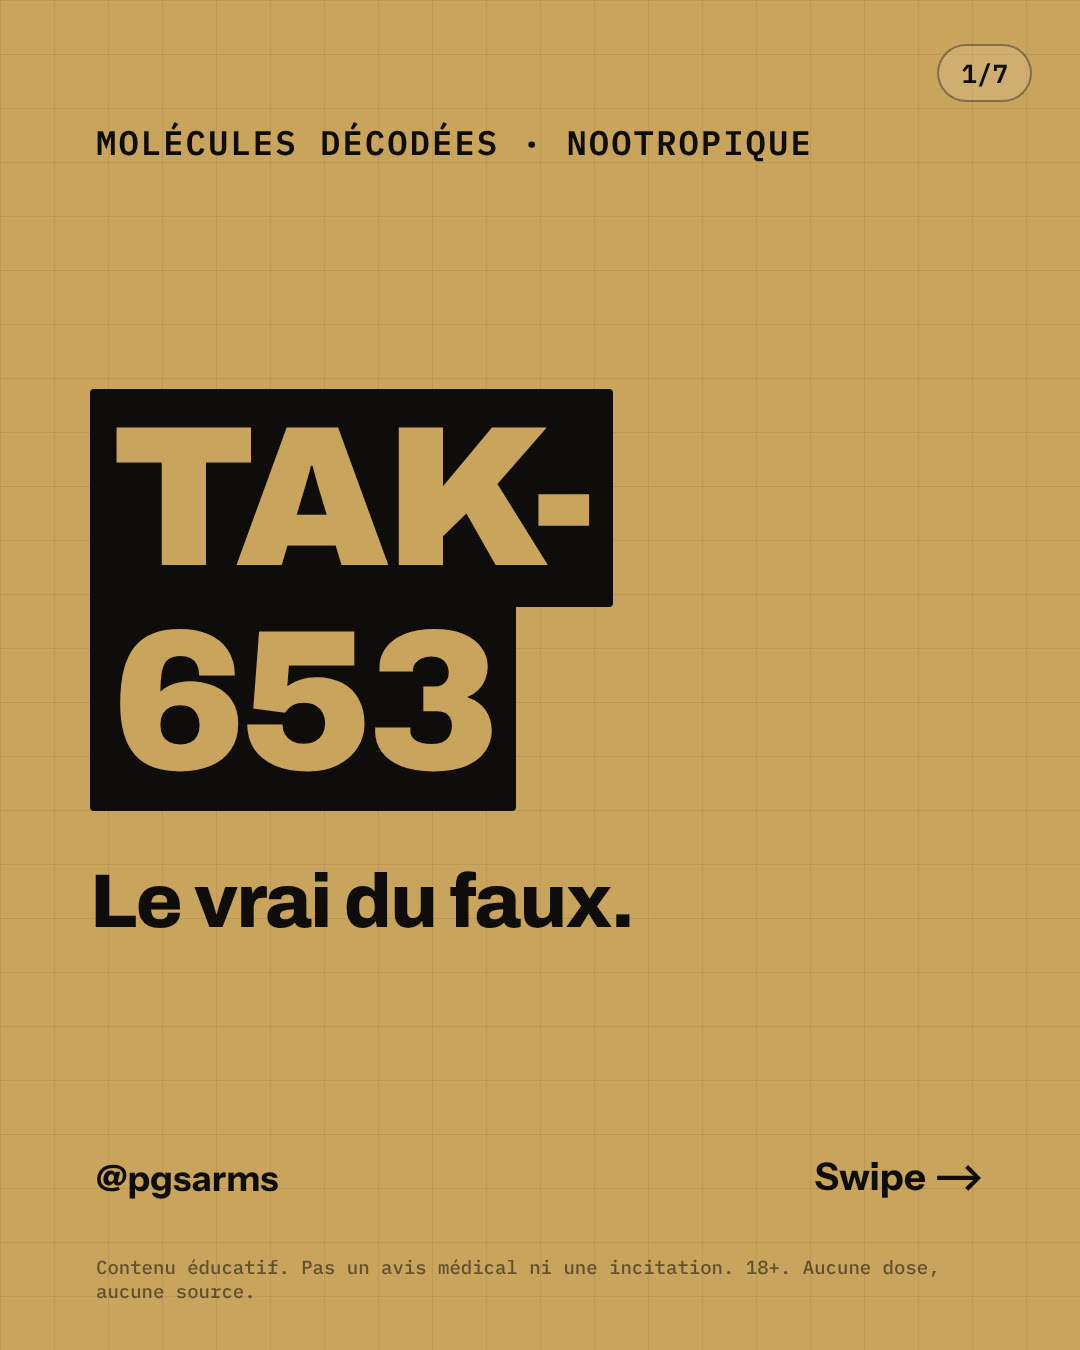 1/7
MOLÉCULES DÉCODÉES · NOOTROPIQUE
TAK-
653
Le vrai du faux.
@pgsarms
Swipe →
Contenu éducatif. Pas un avis médical ni une incitation. 18+. Aucune dose,
aucune source.